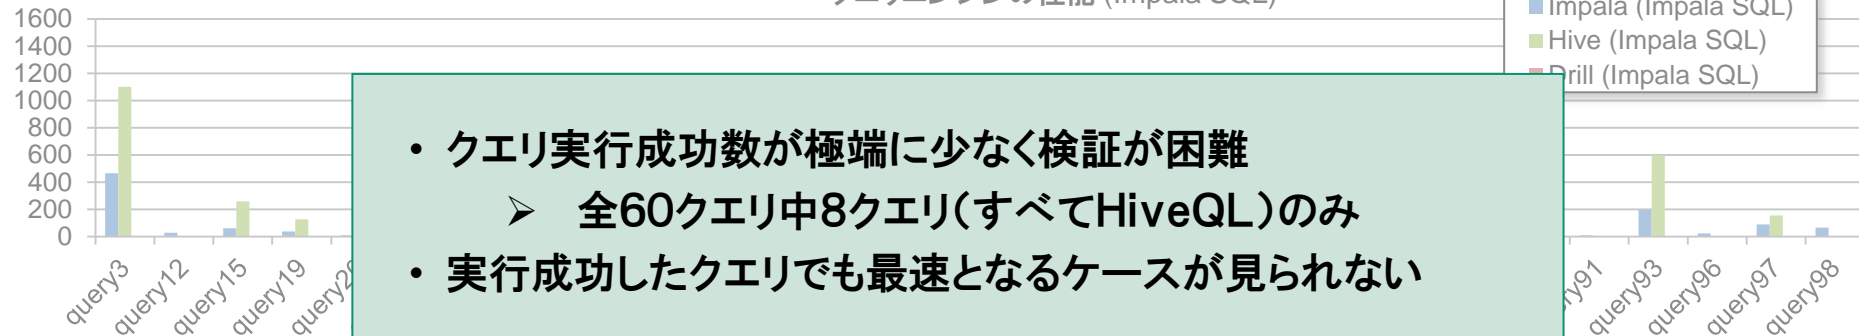 (Impala SQL)
Impala (Impala SQL)
Hive (Impala SQL)
Drill (Impala SQL)
1600
1400
1200
1000
800
600
400
200
0
• クエリ実行成功数が極端に少なく検証が困難
➢ 全60クエリ中8クエリ(すべてHiveQL)のみ
• 実行成功したクエリでも最速となるケースが見られない
query3
query12
query15
query19
query93
query96
query97
query98